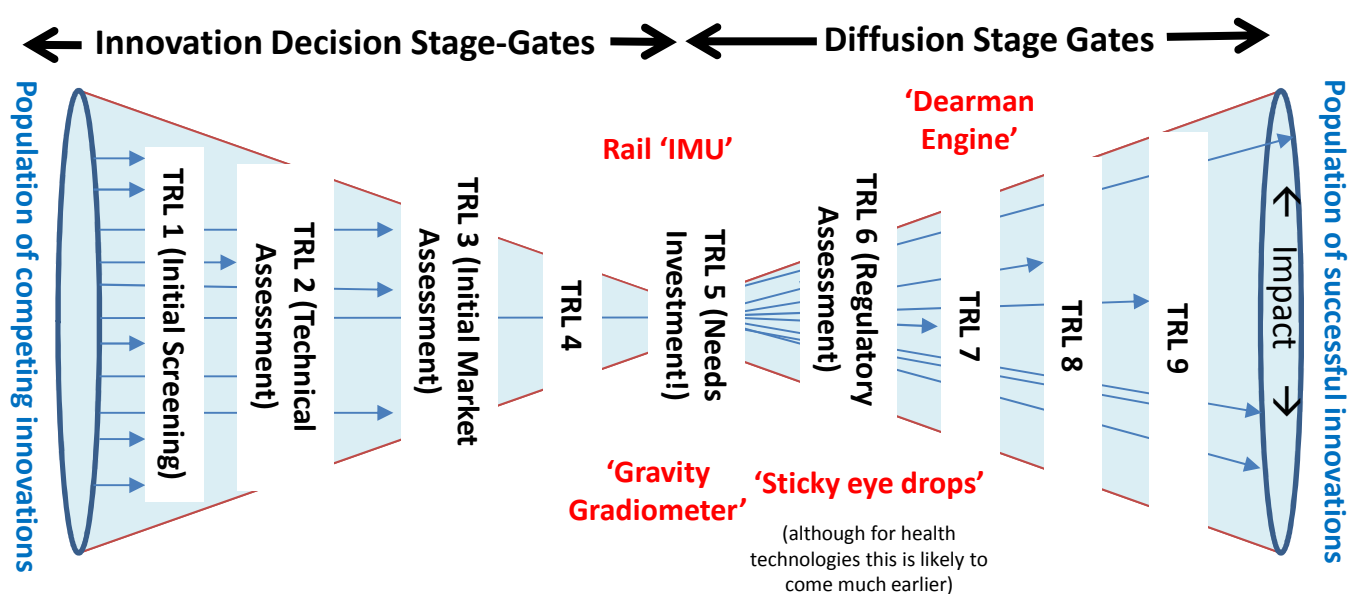 Innovation Decision Stage-Gates
Diffusion Stage Gates
Population of competing innovations
TRL 1 (Initial Screening)
TRL 2 (Technical
Assessment)
TRL 3 (Initial Market
Assessment)
TRL 4
Rail ‘IMU’
TRL 5 (Needs
Investment!)
‘Gravity
Gradiometer’
TRL 6 (Regulatory
Assessment)
‘Sticky eye drops’
(although for health
technologies this is likely to
come much earlier)
‘Dearman
Engine’
TRL 7
TRL 8
TRL 9
← Impact →
Population of successful innovations